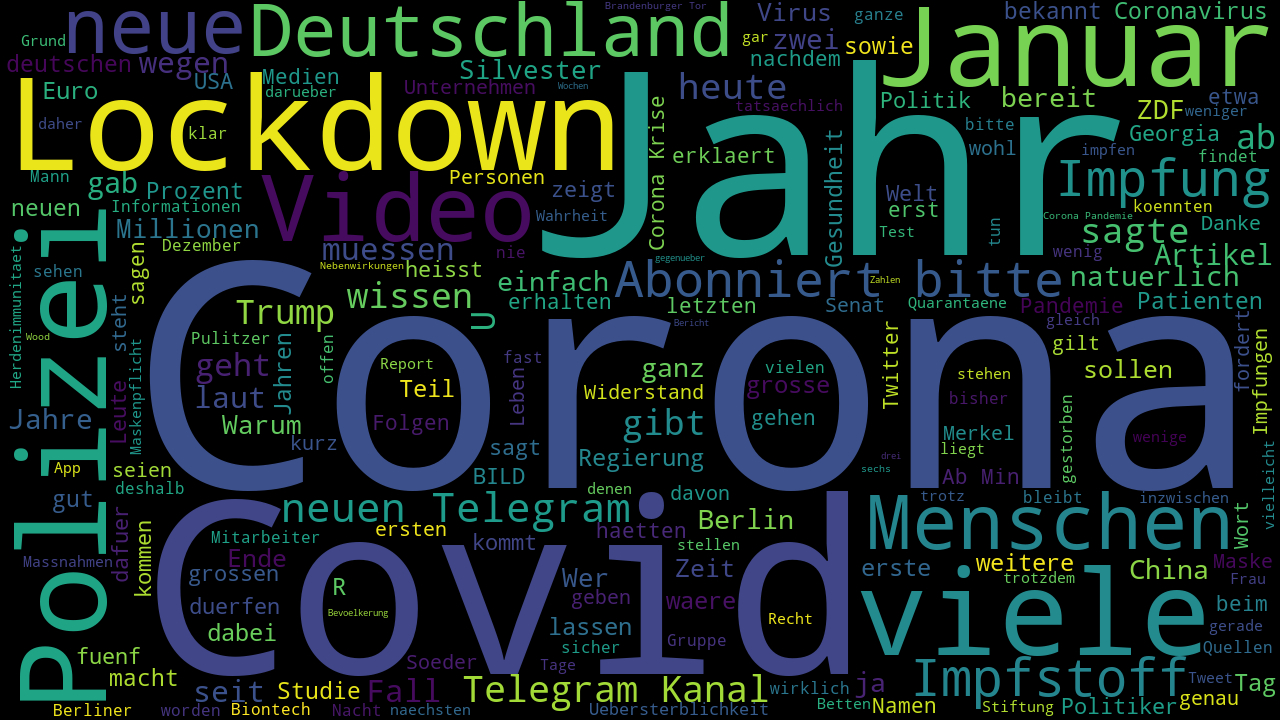 Brandenburger Tor
neue
Deutschland
Virus
ganze
bekannt
Coronavirus
Grund
gar
zwei
sowie
Januar
deutschen
wegen
Silvester
nachdem
USA
Medien
Unternehmen
Wochen
heute
Euro
darueber
tatsaechlich
Politik
bereit
ZDF
etwa
weniger
daher
klar
Lockdown
Jahr
bitte
Georgia
ab
Corona Krise
erklaert
Gesundheit
wohl
impfen
findet
Mann
gab
Prozent
Personen
zeigt
Welt
Impfung
neuen
Informationen
Video
Wahrheit
erst
koennten
Millionen
Test
tun
Corona Pandemie
sagte
Danke
Dezember
muessen
nie
wenig
Artikel
Polizei
Herdenimmunitaet
sehen
sagen
Nebenwirkungen
heisst
einfach
gegenueber
Abonniert bitte
Zahlen
natuerlich
wissen
erhalten
letzten
Senat
Quarantaene
Pandemie
Patienten
Trump
U
Bericht
gleich
Wood
steht
Pulitzer
offen
fast
Twitter
gilt
fordert
Maskenpflicht
geht
Jahren
Report
Leben
ganz
vielen
stehen
sollen
Leute
laut
Teil
Widerstand
grosse
bisher
Impfungen
Jahre
Warum
Folgen
gibt
gehen
Merkel
wenige
Corona
kurz
sagt
Regierung
liegt
gestorben
App
seien
BILD
drei
sechs
Ab Min
vielleicht
gut
deshalb
denen
davon
trotz
bleibt
inzwischen
neuen Telegram
Berlin
Menschen
Wort
dafuer
kommen
Mitarbeiter
ersten
kommt
haetten
stellen
Massnahmen
Ende
Zeit
weitere
China
Maske
grossen
R
Wer
erste
trotzdem
Frau
duerfen
Bevoelkerung
geben
waere
Covid
viele
beim
dabei
lassen
Recht
gerade
fuenf
sicher
Gruppe
Quellen
macht
Soeder
Tage
seit
Studie
Fall
Telegram Kanal
wirklich
ja
Impfstoff
Tweet
Tag
Berliner
worden
Biontech
Nacht
naechsten
Uebersterblichkeit
Betten
Namen
Stiftung
Politiker
genau